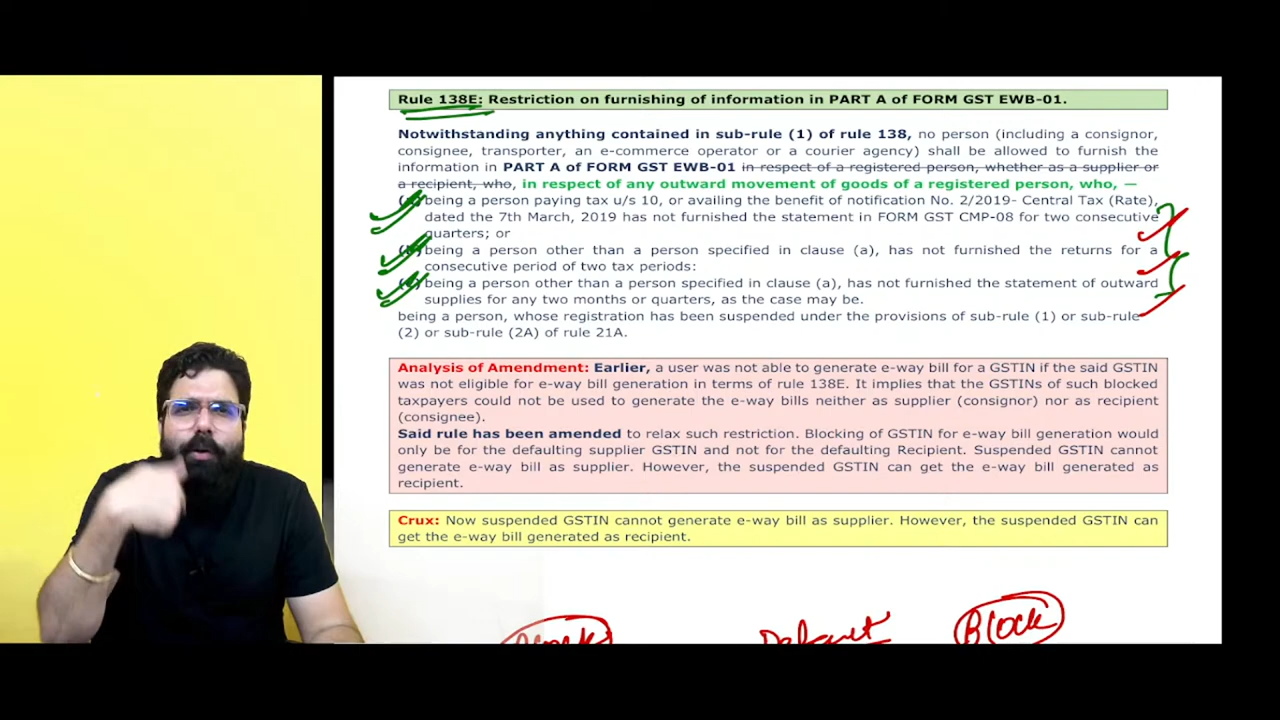 Rule 138E: Restriction on furnishing of information in PART A of FORM GST EWB-01.
Notwithstanding anything contained in sub-rule (1) of rule 138, no person (including a consignor,
consignee, transporter, an e-commerce operator or a courier agency) shall be allowed to furnish the
information in PART A of FORM GST EWB-01 in respect of a registered person, whether as a supplier or
a recipient, who, in respect of any outward movement of goods of a registered person, who, —
being a person paying tax u/s 10, or availing the benefit of notification No. 2/2019- Central Tax (Rate),
dated the 7th March, 2019 has not furnished the statement in FORM GST CMP-08 for two consecutive
quarters; or
being a person other than a person specified in clause (a), has not furnished the returns for a
consecutive period of two tax periods:
being a person other than a person specified in clause (a), has not furnished the statement of outward
supplies for any two months or quarters, as the case may be.
being a person, whose registration has been suspended under the provisions of sub-rule (1) or sub-rule
(2) or sub-rule (2A) of rule 21A.
Analysis of Amendment: Earlier, a user was not able to generate e-way bill for a GSTIN if the said GSTIN
was not eligible for e-way bill generation in terms of rule 138E. It implies that the GSTINs of such blocked
taxpayers could not be used to generate the e-way bills neither as supplier (consignor) nor as recipient
(consignee).
Said rule has been amended to relax such restriction. Blocking of GSTIN for e-way bill generation would
only be for the defaulting supplier GSTIN and not for the defaulting Recipient. Suspended GSTIN cannot
generate e-way bill as supplier. However, the suspended GSTIN can get the e-way bill generated as
recipient.
Crux: Now suspended GSTIN cannot generate e-way bill as supplier. However, the suspended GSTIN can
get the e-way bill generated as recipient.
Default Block